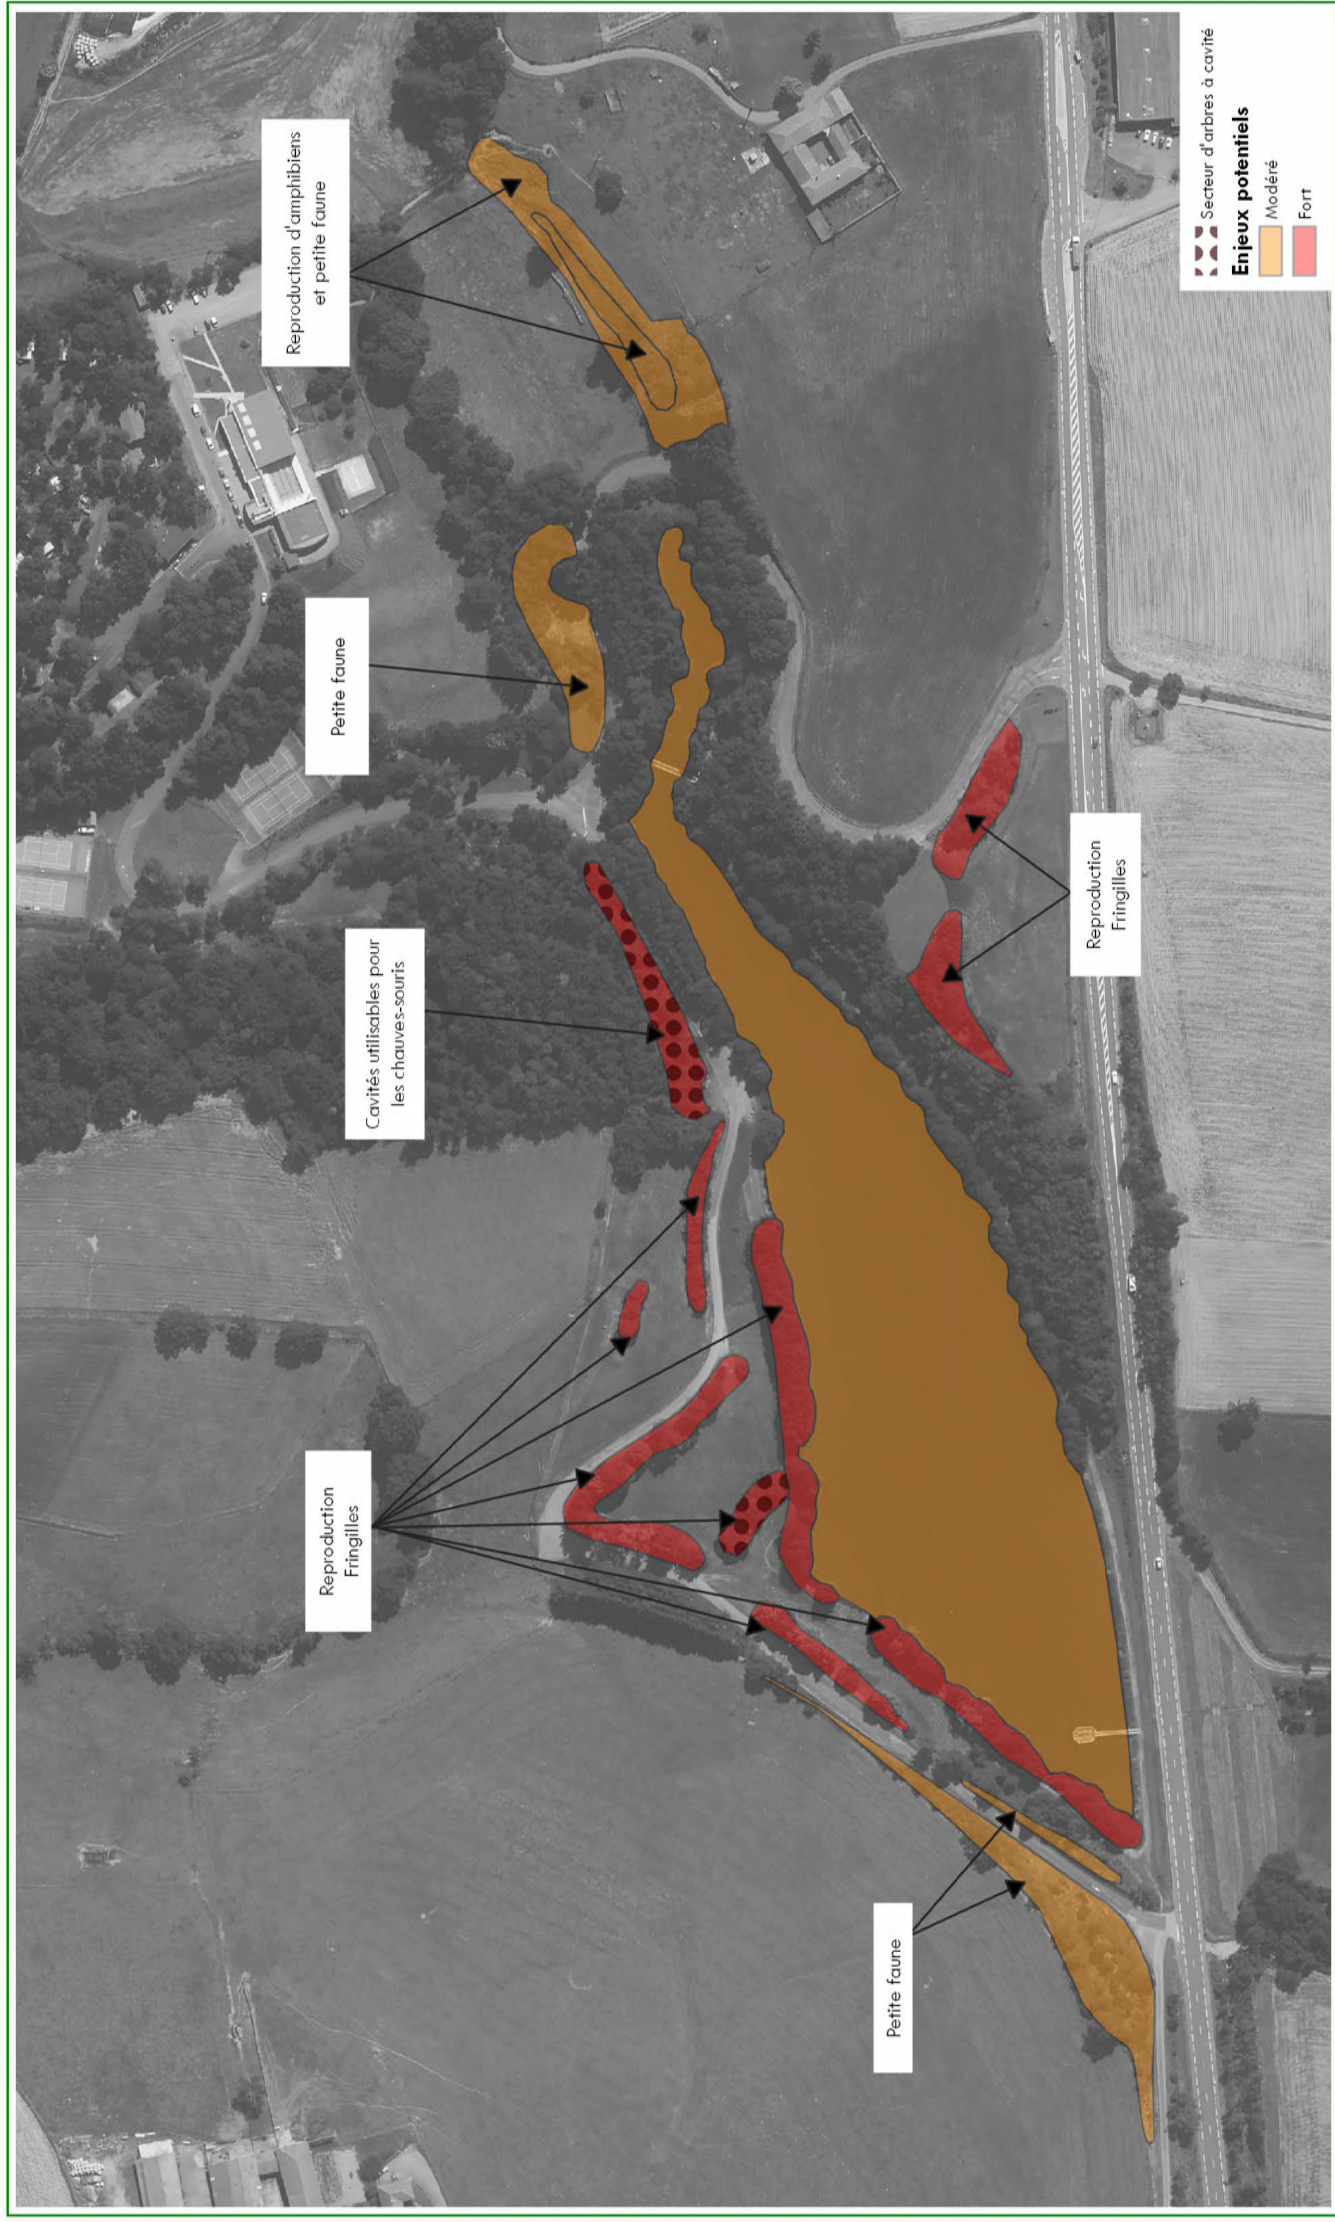 Reproduction d'amphibiens
et petite faune
Petite faune
Cavités utilisables pour
les chauves-souris
Reproduction
Fringilles
Reproduction
Fringilles
Petite faune
Secteur d'arbres à cavité
Enjeux potentiels
Modéré
Fort